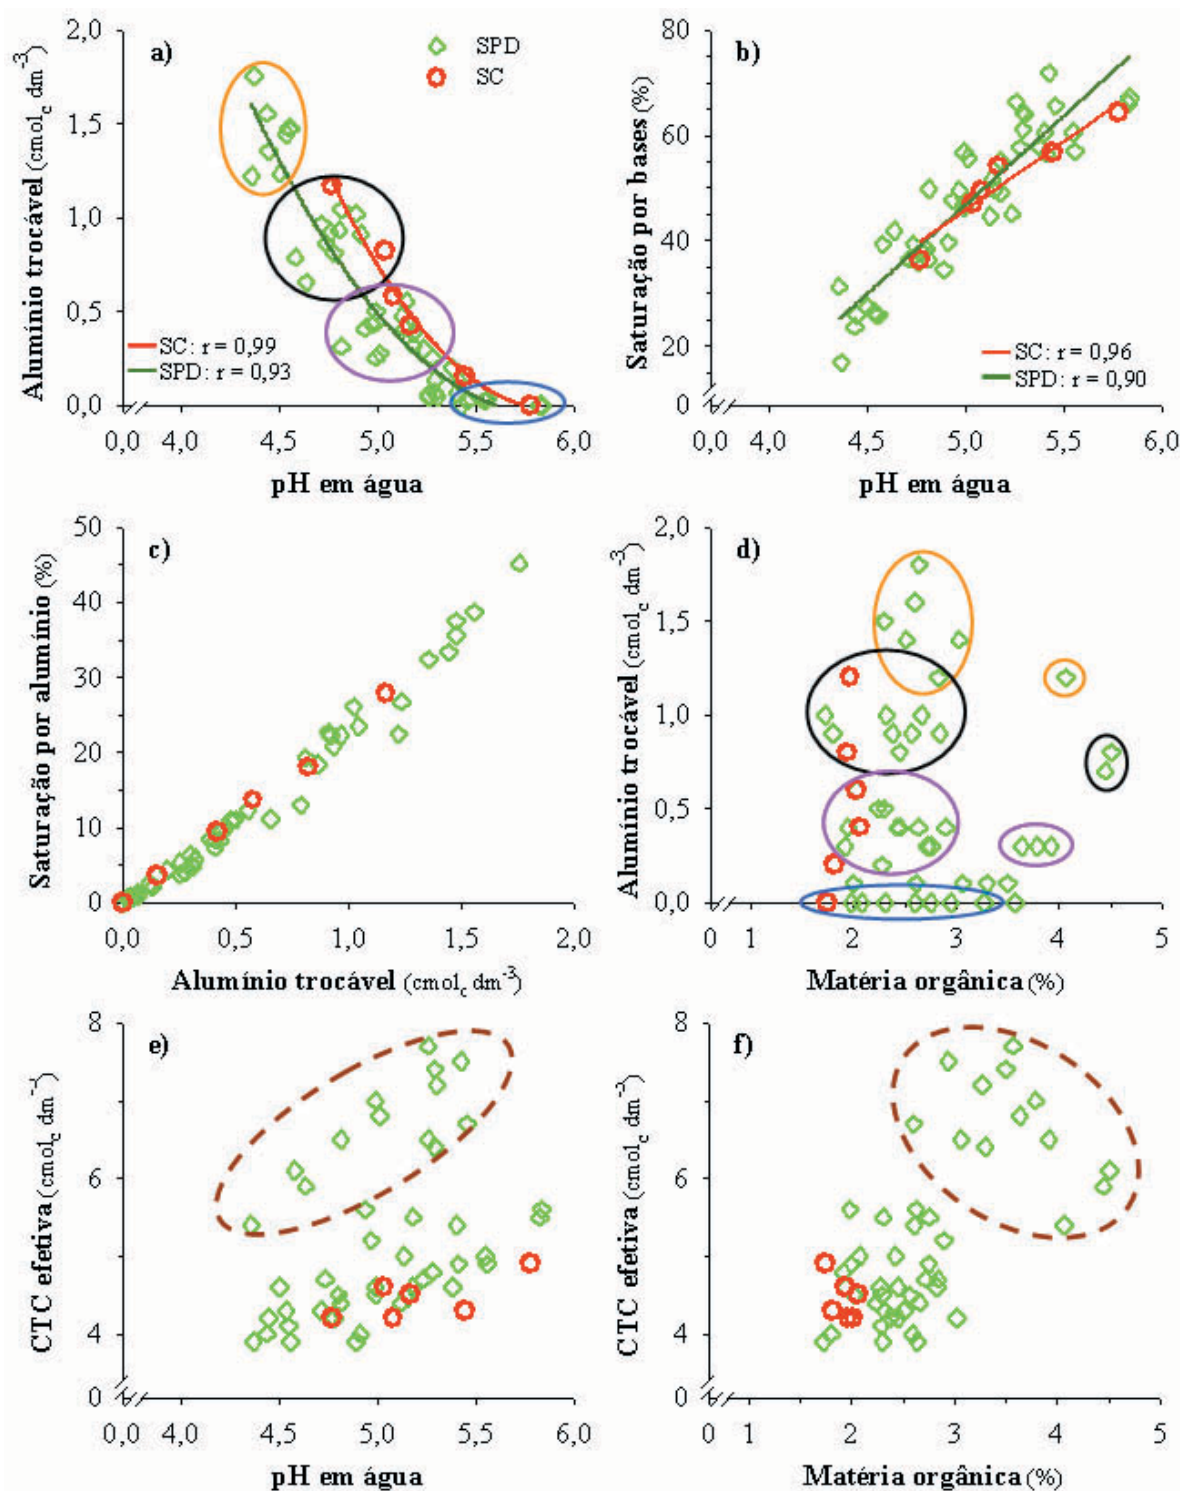 a)
SPD
SC
2,0
1,5
1,0
0,5
0,0
Alumínio trocável (cmol_c dm^-3)
SC: r = 0,99
SPD: r = 0,93
0,0 4,0 4,5 5,0 5,5 6,0
pH em água
b)
80
60
40
20
0
Saturação por bases (%)
SC: r = 0,96
SPD: r = 0,90
0,0 4,0 4,5 5,0 5,5 6,0
pH em água
c)
50
40
30
20
10
0
Saturação por alumínio (%)
0,0 0,5 1,0 1,5 2,0
Alumínio trocável (cmol_c dm^-3)
d)
2,0
1,5
1,0
0,5
0,0
Alumínio trocável (cmol_c dm^-3)
0 1 2 3 4 5
Matéria orgânica (%)
e)
8
6
4
0
CTC efetiva (cmol_c dm^-3)
0,0 4,0 4,5 5,0 5,5 6,0
pH em água
f)
8
6
4
0
CTC efetiva (cmol_c dm^-3)
0 1 2 3 4 5
Matéria orgânica (%)